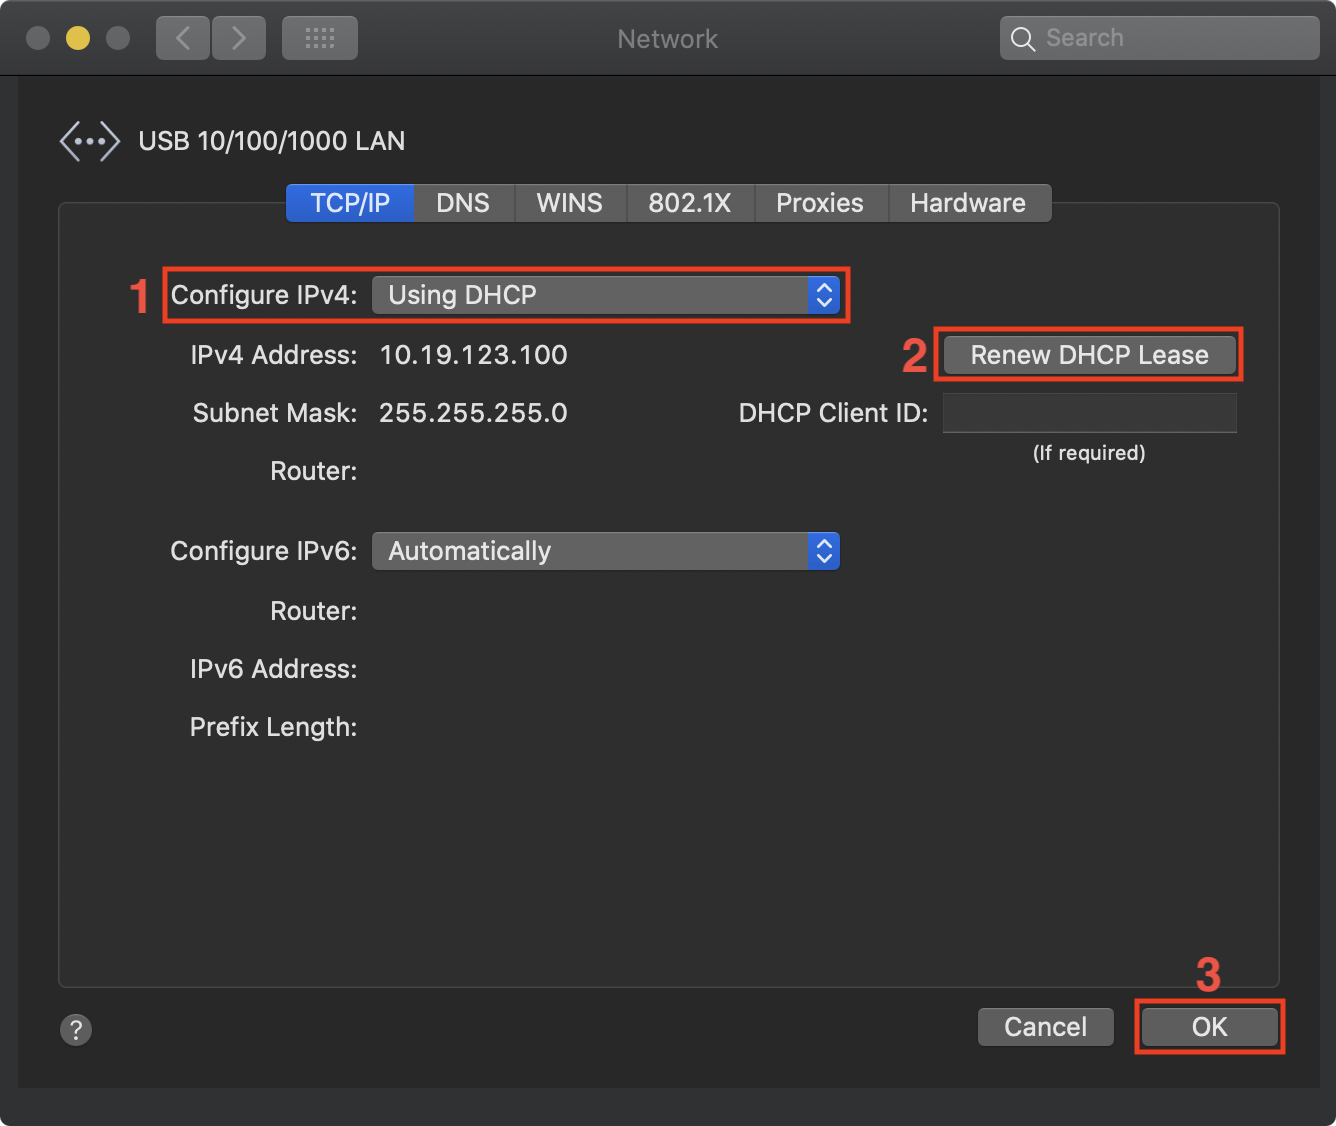 Network
Search
USB 10/100/1000 LAN
TCP/IP DNS WINS 802.1X Proxies Hardware
1 Configure IPv4: Using DHCP
IPv4 Address: 10.19.123.100 2 Renew DHCP Lease
Subnet Mask: 255.255.255.0 DHCP Client ID:
(If required)
Router:
Configure IPv6: Automatically
Router:
IPv6 Address:
Prefix Length:
3
? Cancel OK